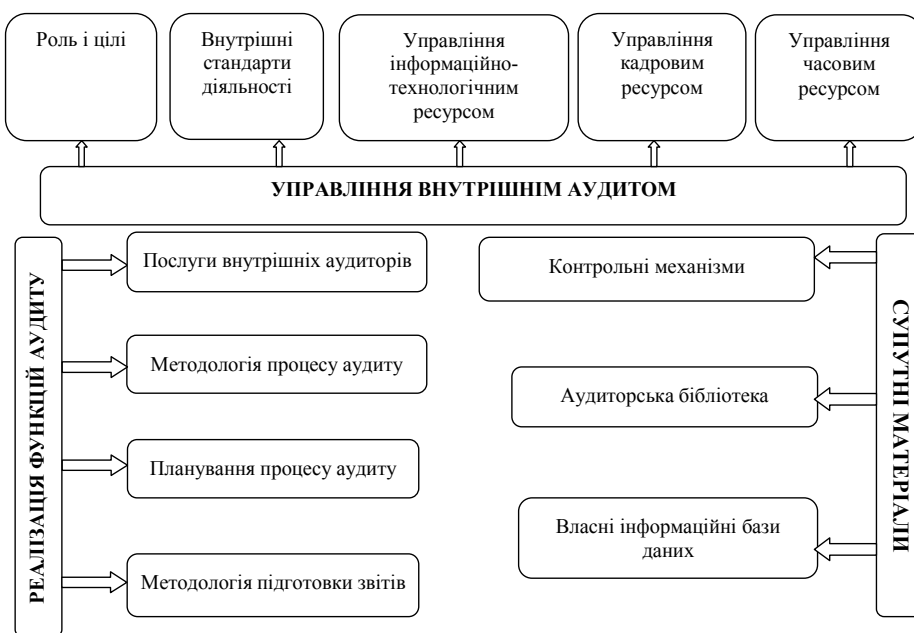 Роль і цілі
Внутрішні
стандарти
діяльності
Управління
інформаційно-
технологічним
ресурсом
Управління
кадровим
ресурсом
Управління
часовим
ресурсом
УПРАВЛІННЯ ВНУТРІШНІМ АУДИТОМ
РЕАЛІЗАЦІЯ ФУНКЦІЙ АУДИТУ
Послуги внутрішніх аудиторів
Методологія процесу аудиту
Планування процесу аудиту
Методологія підготовки звітів
Контрольні механізми
Аудиторська бібліотека
Власні інформаційні бази
даних
СУПУТНІ МАТЕРІАЛИ